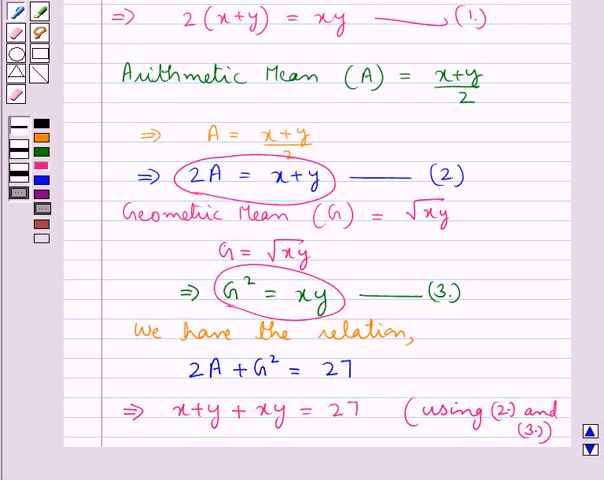 ⇒ 2(x+y) = xy —— (1.)
Arithmetic Mean (A) = x+y/2
⇒ A = x+y/2
⇒ 2A = x+y —— (2)
Geometric Mean (G) = √xy
G = √xy
⇒ G² = xy —— (3.)
We have the relation,
2A + G² = 27
⇒ x+y + xy = 27 (using (2.) and
(3.))